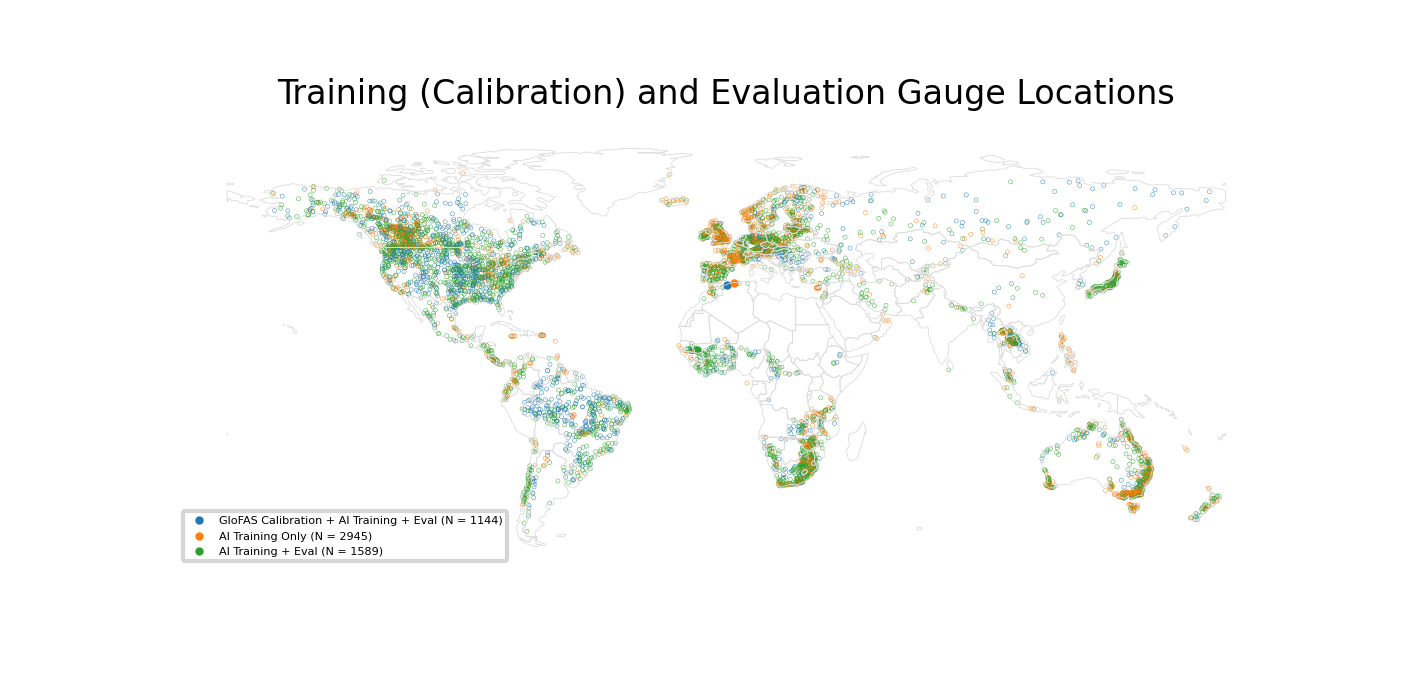 Training (Calibration) and Evaluation Gauge Locations
GloFAS Calibration + AI Training + Eval (N = 1144)
AI Training Only (N = 2945)
AI Training + Eval (N = 1589)